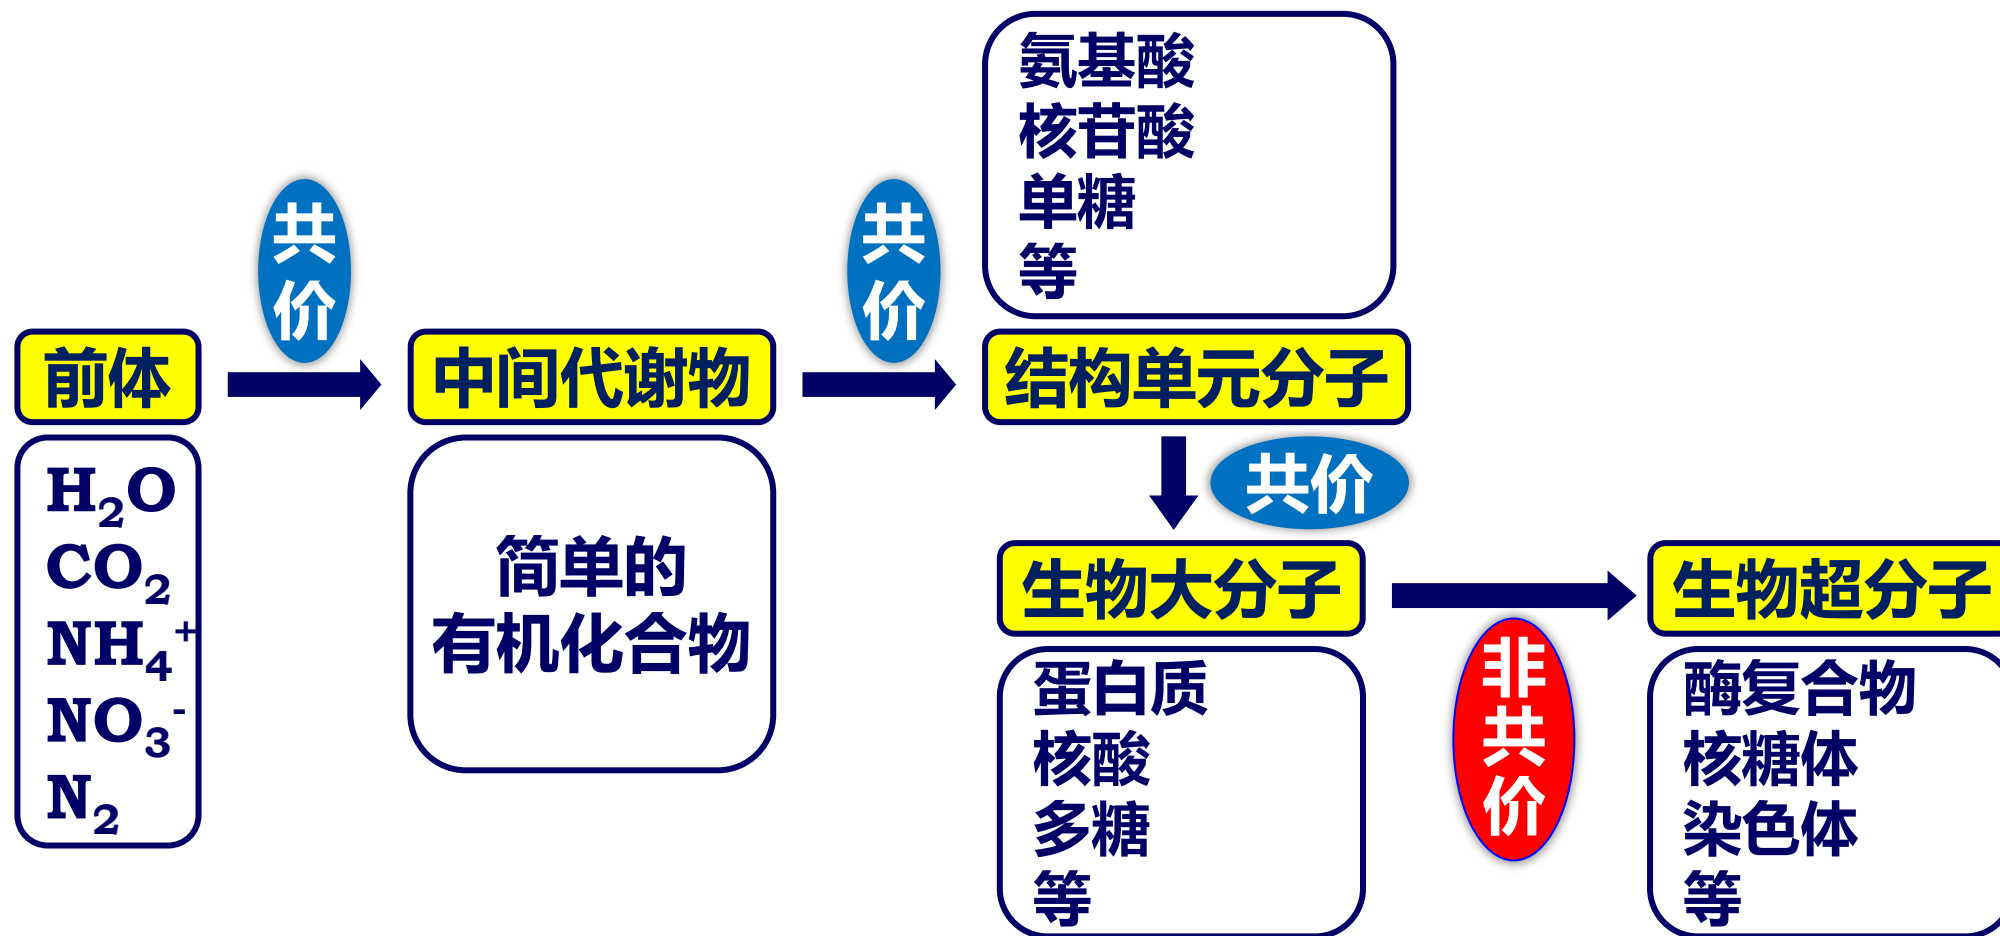 氨基酸
核苷酸
单糖
等
共
价
共
价
前体
中间代谢物
结构单元分子
H₂O
CO₂
NH₄⁺
NO₃⁻
N₂
简单的
有机化合物
共价
生物大分子
生物超分子
非
共
价
蛋白质
核酸
多糖
等
酶复合物
核糖体
染色体
等